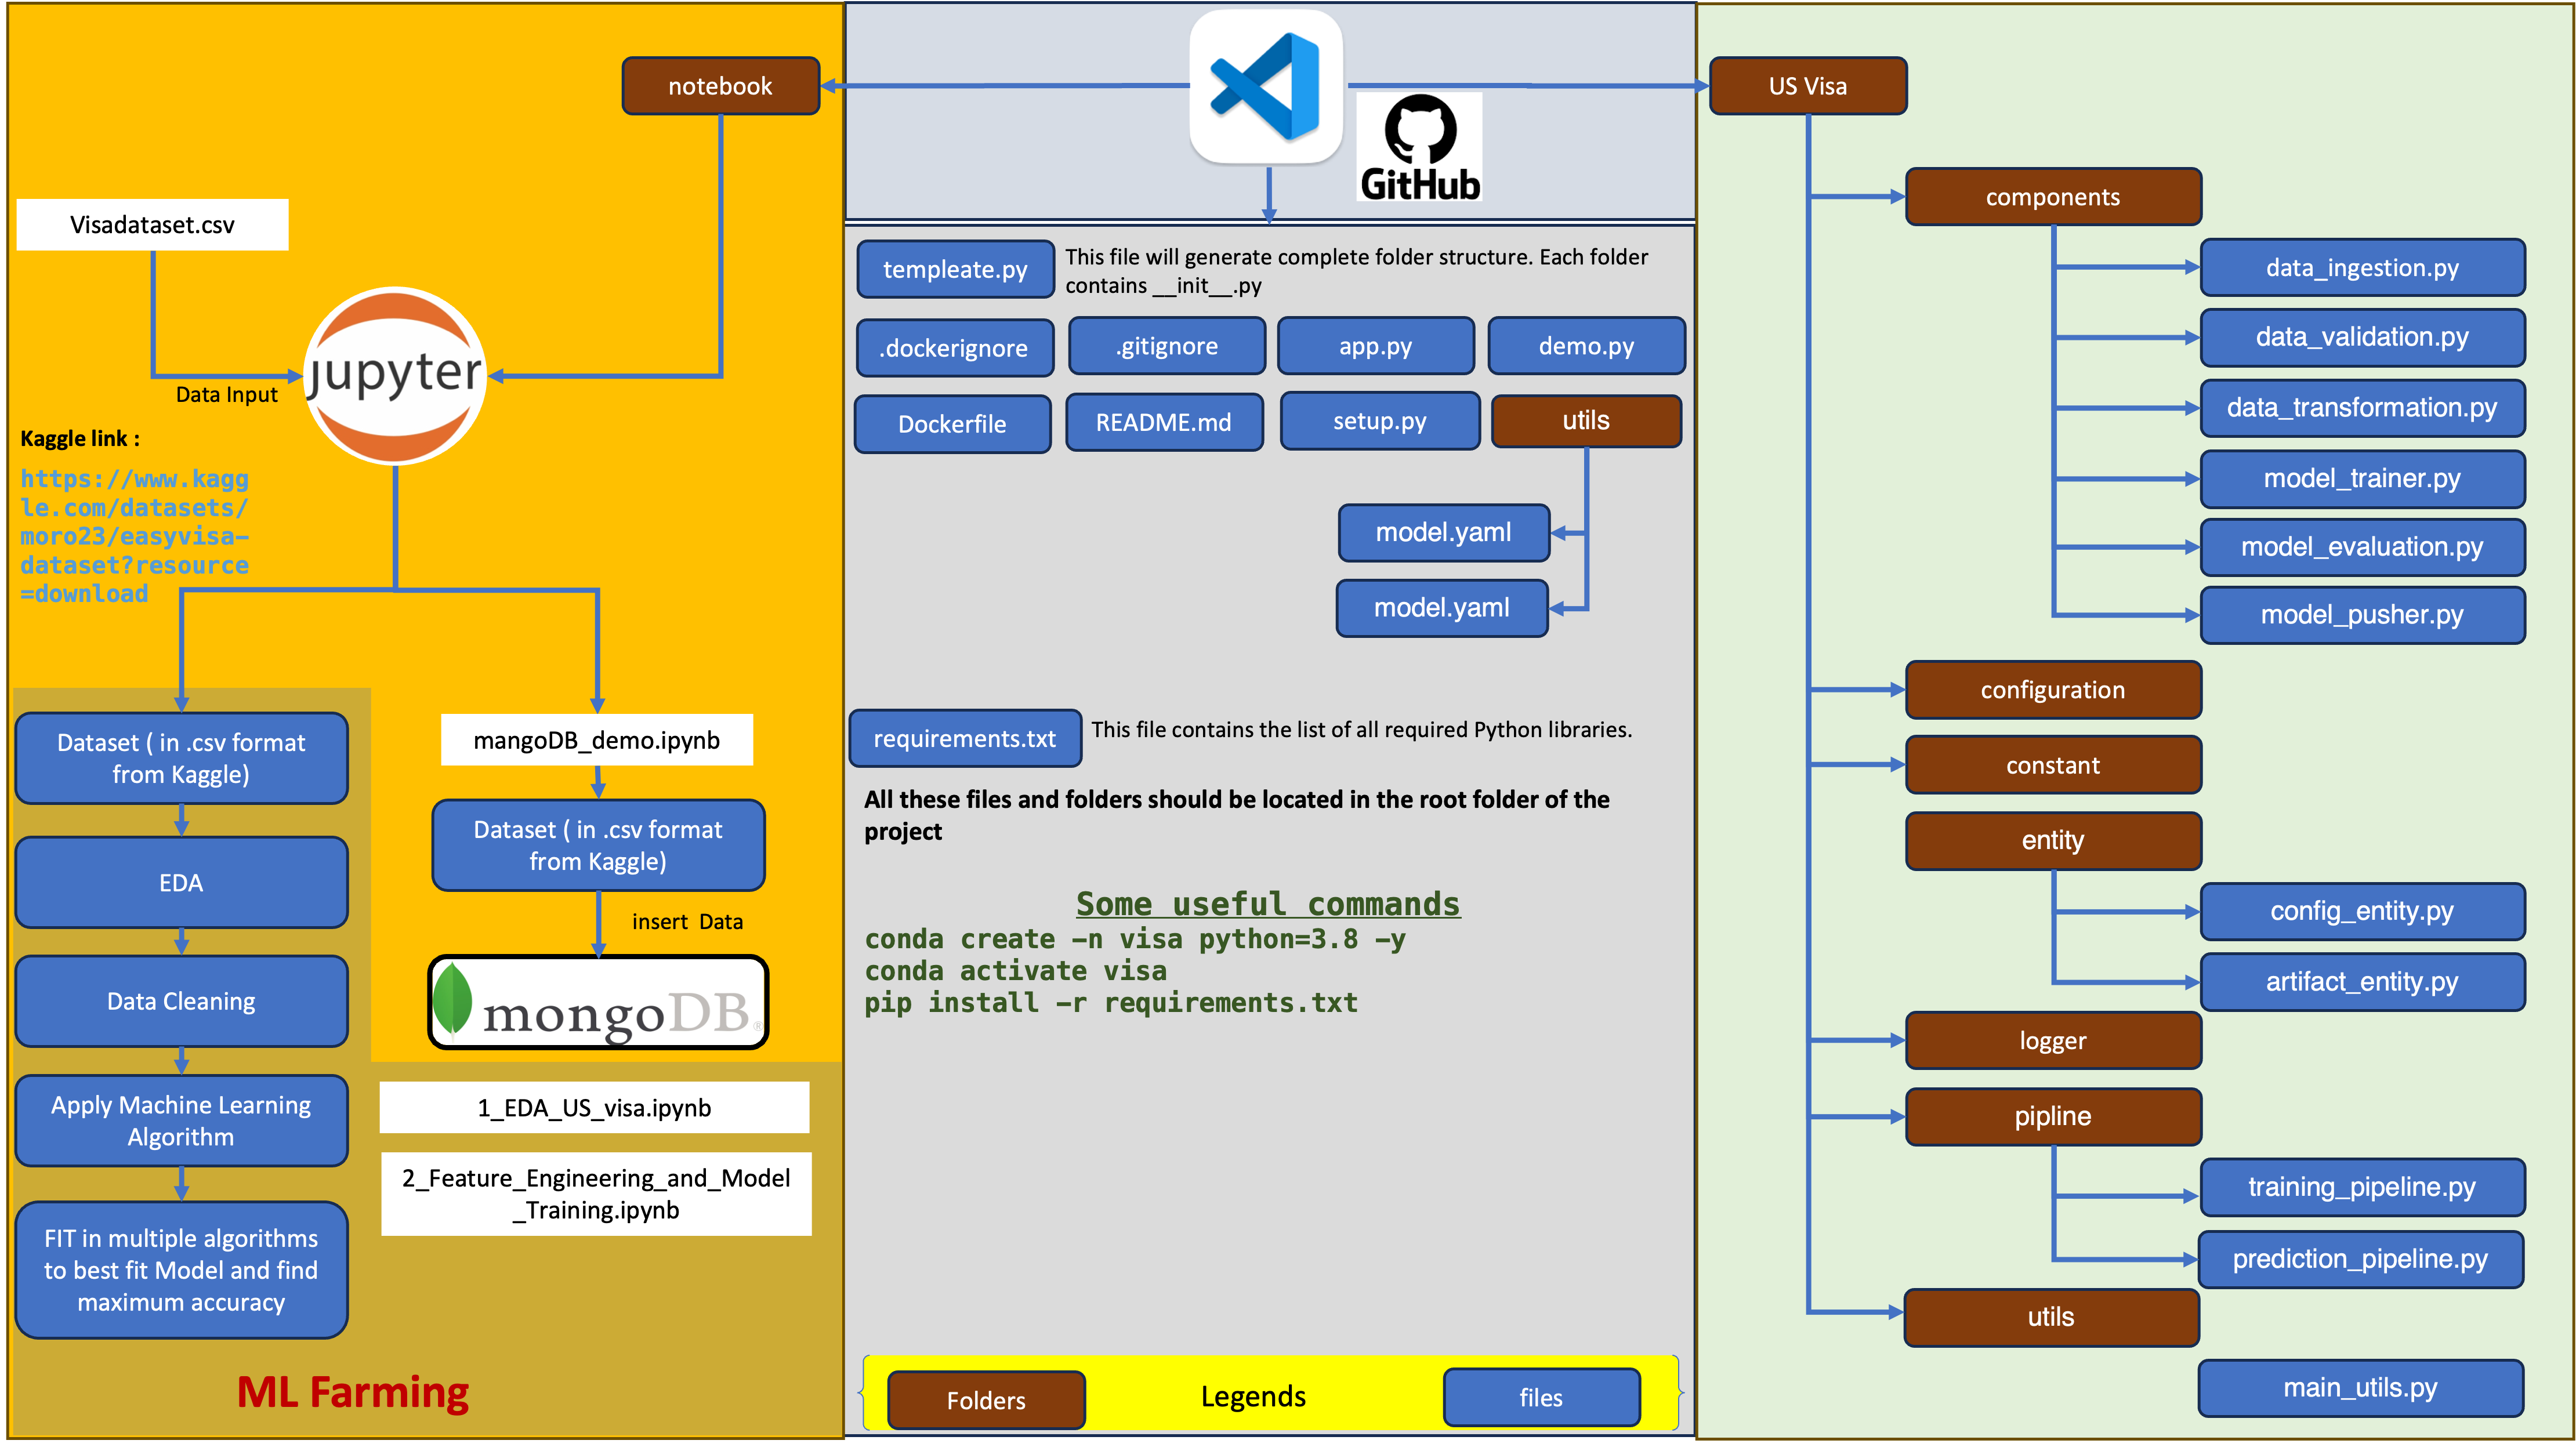 notebook
Visadataset.csv
jupyter
Data Input
Kaggle link :
https://www.kagg
le.com/datasets/
moro23/easyvisa-
dataset?resource
=download
Dataset ( in .csv format
from Kaggle)
EDA
Data Cleaning
Apply Machine Learning
Algorithm
FIT in multiple algorithms
to best fit Model and find
maximum accuracy
mangoDB_demo.ipynb
Dataset ( in .csv format
from Kaggle)
insert  Data
mongoDB®
1_EDA_US_visa.ipynb
2_Feature_Engineering_and_Model
_Training.ipynb
ML Farming
GitHub
templeate.py
This file will generate complete folder structure. Each folder
contains __init__.py
.dockerignore
.gitignore
app.py
demo.py
Dockerfile
README.md
setup.py
utils
model.yaml
model.yaml
requirements.txt
This file contains the list of all required Python libraries.
All these files and folders should be located in the root folder of the
project
Some useful commands
conda create -n visa python=3.8 -y
conda activate visa
pip install -r requirements.txt
Folders
Legends
files
US Visa
components
data_ingestion.py
data_validation.py
data_transformation.py
model_trainer.py
model_evaluation.py
model_pusher.py
configuration
constant
entity
config_entity.py
artifact_entity.py
logger
pipline
training_pipeline.py
prediction_pipeline.py
utils
main_utils.py